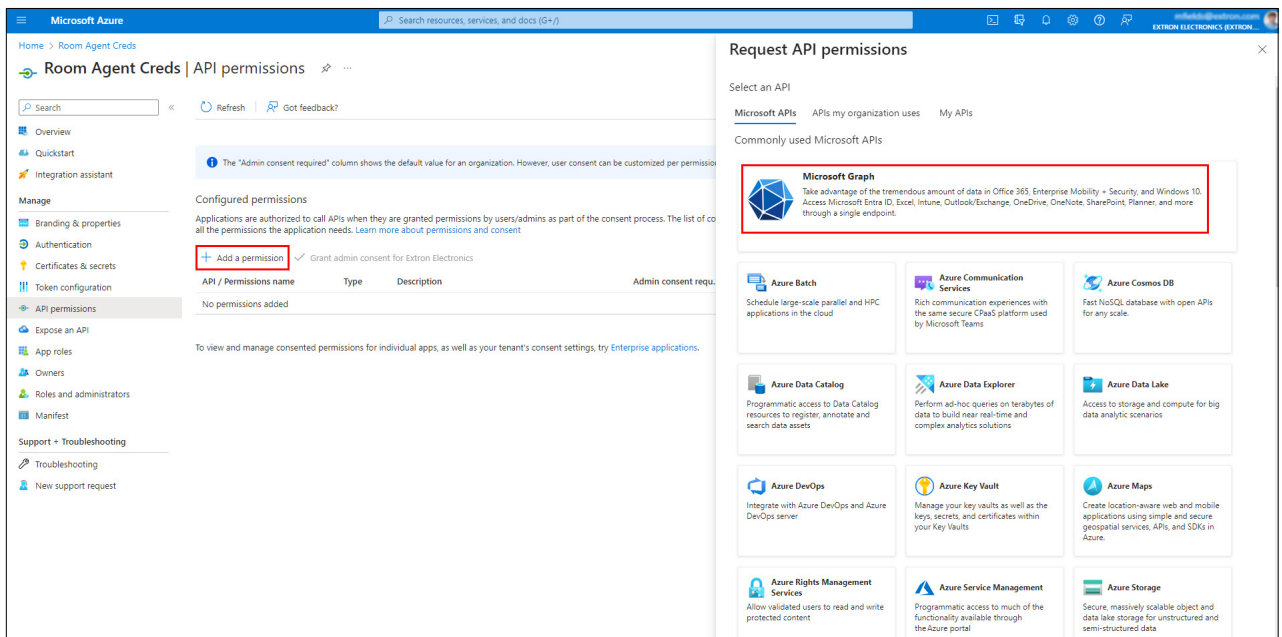 Microsoft Azure
Search resources, services, and docs (G+/)
EXTRON ELECTRONICS (EXTRON...
Home > Room Agent Creds
Room Agent Creds | API permissions
Search
Refresh
Got feedback?
Overview
Quickstart
Integration assistant
Manage
Branding & properties
Authentication
Certificates & secrets
Token configuration
API permissions
Expose an API
App roles
Owners
Roles and administrators
Manifest
Support + Troubleshooting
Troubleshooting
New support request
The "Admin consent required" column shows the default value for an organization. However, user consent can be customized per permission
Configured permissions
Applications are authorized to call APIs when they are granted permissions by users/admins as part of the consent process. The list of co
all the permissions the application needs. Learn more about permissions and consent
Add a permission
Grant admin consent for Extron Electronics
API / Permissions name Type Description Admin consent requ.
No permissions added
To view and manage consented permissions for individual apps, as well as your tenant's consent settings, try Enterprise applications.
Request API permissions
Select an API
Microsoft APIs APIs my organization uses My APIs
Commonly used Microsoft APIs
Microsoft Graph
Take advantage of the tremendous amount of data in Office 365, Enterprise Mobility + Security, and Windows 10.
Access Microsoft Entra ID, Excel, Intune, Outlook/Exchange, OneDrive, OneNote, SharePoint, Planner, and more
through a single endpoint.
Azure Batch
Schedule large-scale parallel and HPC
applications in the cloud
Azure Communication
Services
Rich communication experiences with
the same secure CPaaS platform used
by Microsoft Teams
Azure Cosmos DB
Fast NoSQL database with open APIs
for any scale.
Azure Data Catalog
Programmatic access to Data Catalog
resources to register, annotate and
search data assets
Azure Data Explorer
Perform ad-hoc queries on terabytes of
data to build near real-time and
complex analytics solutions
Azure Data Lake
Access to storage and compute for big
data analytic scenarios
Azure DevOps
Integrate with Azure DevOps and Azure
DevOps server
Azure Key Vault
Manage your key vaults as well as the
keys, secrets, and certificates within
your Key Vaults
Azure Maps
Create location-aware web and mobile
applications using simple and secure
geospatial services, APIs, and SDKs in
Azure.
Azure Rights Management
Services
Allow validated users to read and write
protected content
Azure Service Management
Programmatic access to much of the
functionality available through
the Azure portal
Azure Storage
Secure, massively scalable object and
data lake storage for unstructured and
semi-structured data